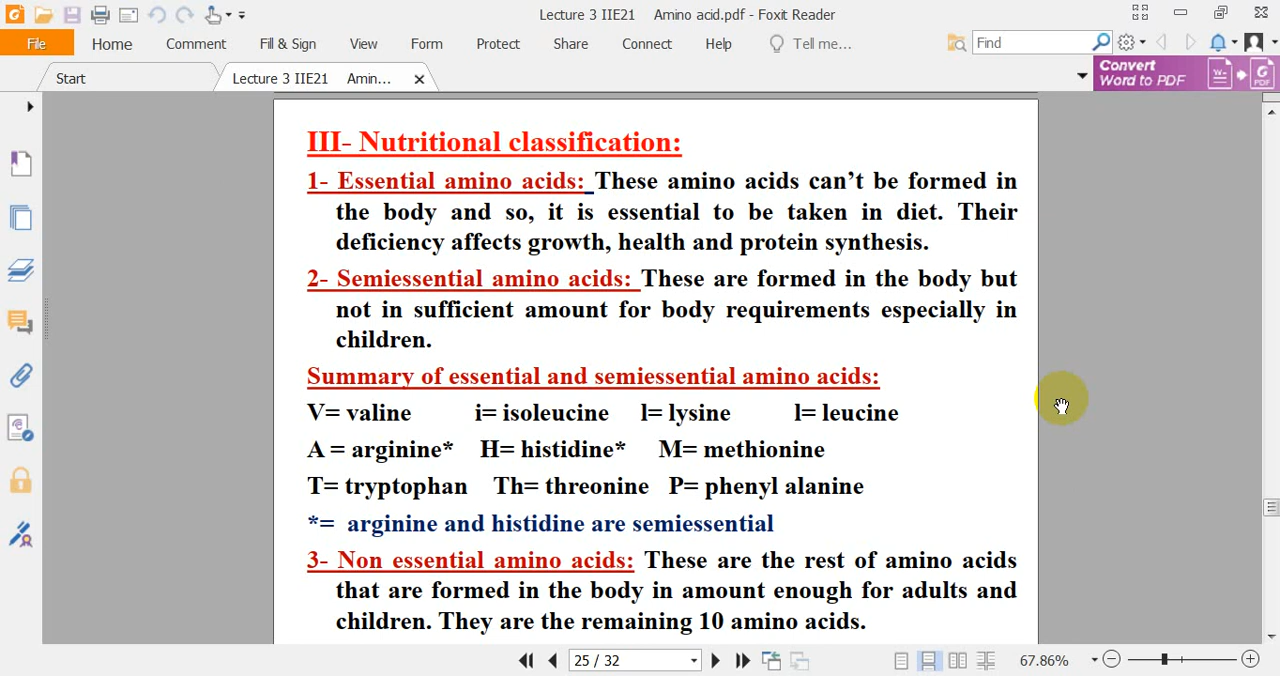 Lecture 3 IIE21 Amino acid.pdf - Foxit Reader
File Home Comment Fill & Sign View Form Protect Share Connect Help Tell me... Find
Start Lecture 3 IIE21 Amin... Convert
Word to PDF
III- Nutritional classification:
1- Essential amino acids: These amino acids can’t be formed in
the body and so, it is essential to be taken in diet. Their
deficiency affects growth, health and protein synthesis.
2- Semiessential amino acids: These are formed in the body but
not in sufficient amount for body requirements especially in
children.
Summary of essential and semiessential amino acids:
V= valine i= isoleucine l= lysine l= leucine
A = arginine* H= histidine* M= methionine
T= tryptophan Th= threonine P= phenyl alanine
*= arginine and histidine are semiessential
3- Non essential amino acids: These are the rest of amino acids
that are formed in the body in amount enough for adults and
children. They are the remaining 10 amino acids.
25 / 32 67.86%